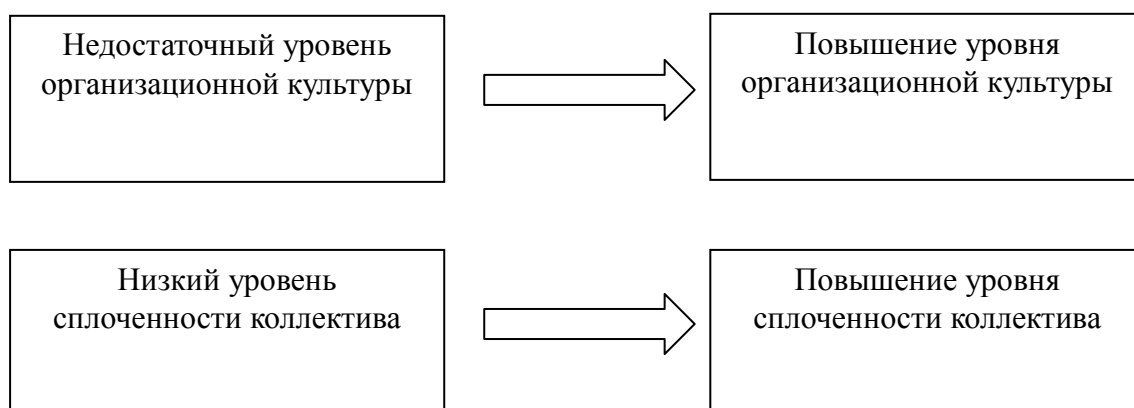 Недостаточный уровень
организационной культуры
Повышение уровня
организационной культуры
Низкий уровень
сплоченности коллектива
Повышение уровня
сплоченности коллектива